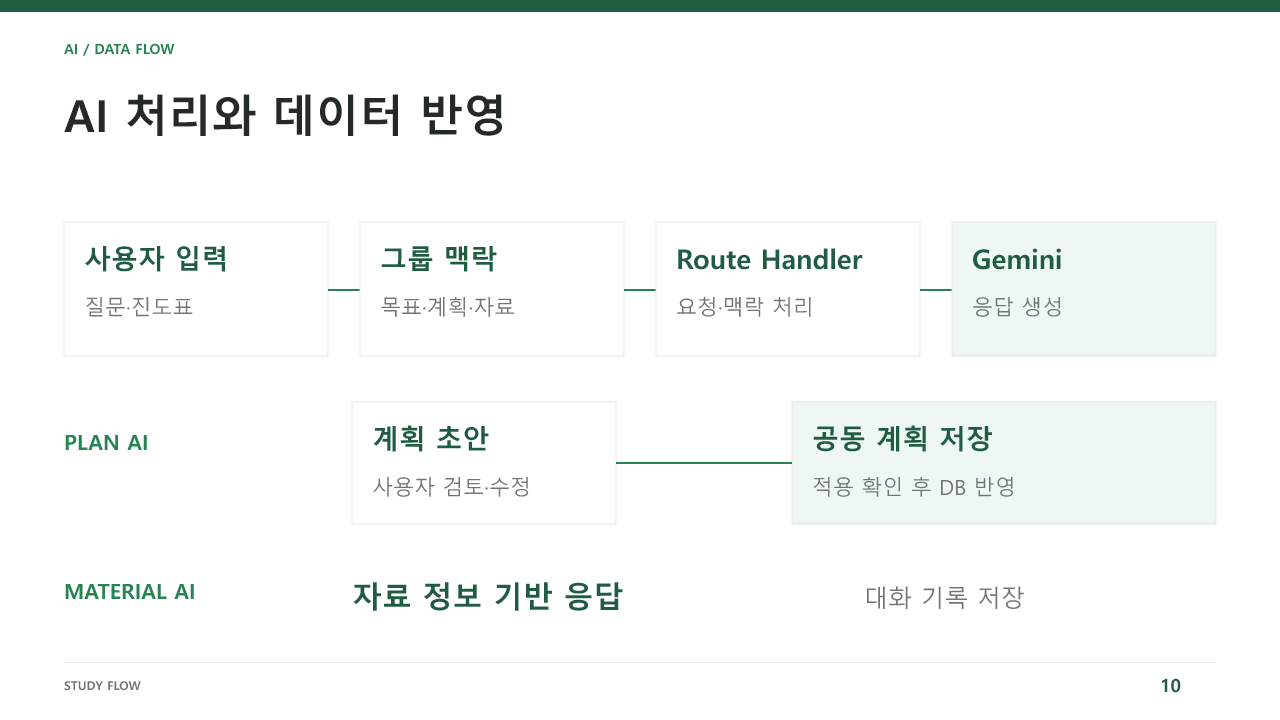 AI / DATA FLOW
AI 처리와 데이터 반영
사용자 입력
질문·진도표
그룹 맥락
목표·계획·자료
Route Handler
요청·맥락 처리
Gemini
응답 생성
PLAN AI
계획 초안
사용자 검토·수정
공동 계획 저장
적용 확인 후 DB 반영
MATERIAL AI
자료 정보 기반 응답
대화 기록 저장
STUDY FLOW
10